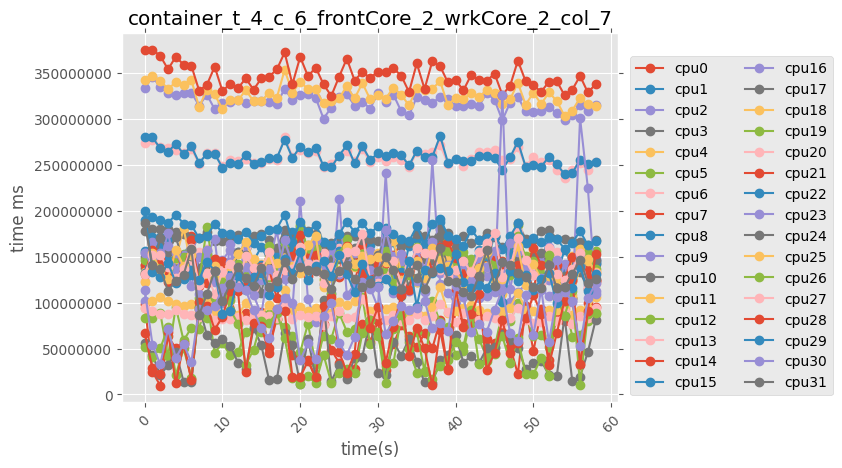 container_t_4_c_6_frontCore_2_wrkCore_2_col_7
time ms
350000000
300000000
250000000
200000000
150000000
100000000
50000000
0
0
10
20
30
40
50
60
time(s)
cpu0
cpu1
cpu2
cpu3
cpu4
cpu5
cpu6
cpu7
cpu8
cpu9
cpu10
cpu11
cpu12
cpu13
cpu14
cpu15
cpu16
cpu17
cpu18
cpu19
cpu20
cpu21
cpu22
cpu23
cpu24
cpu25
cpu26
cpu27
cpu28
cpu29
cpu30
cpu31